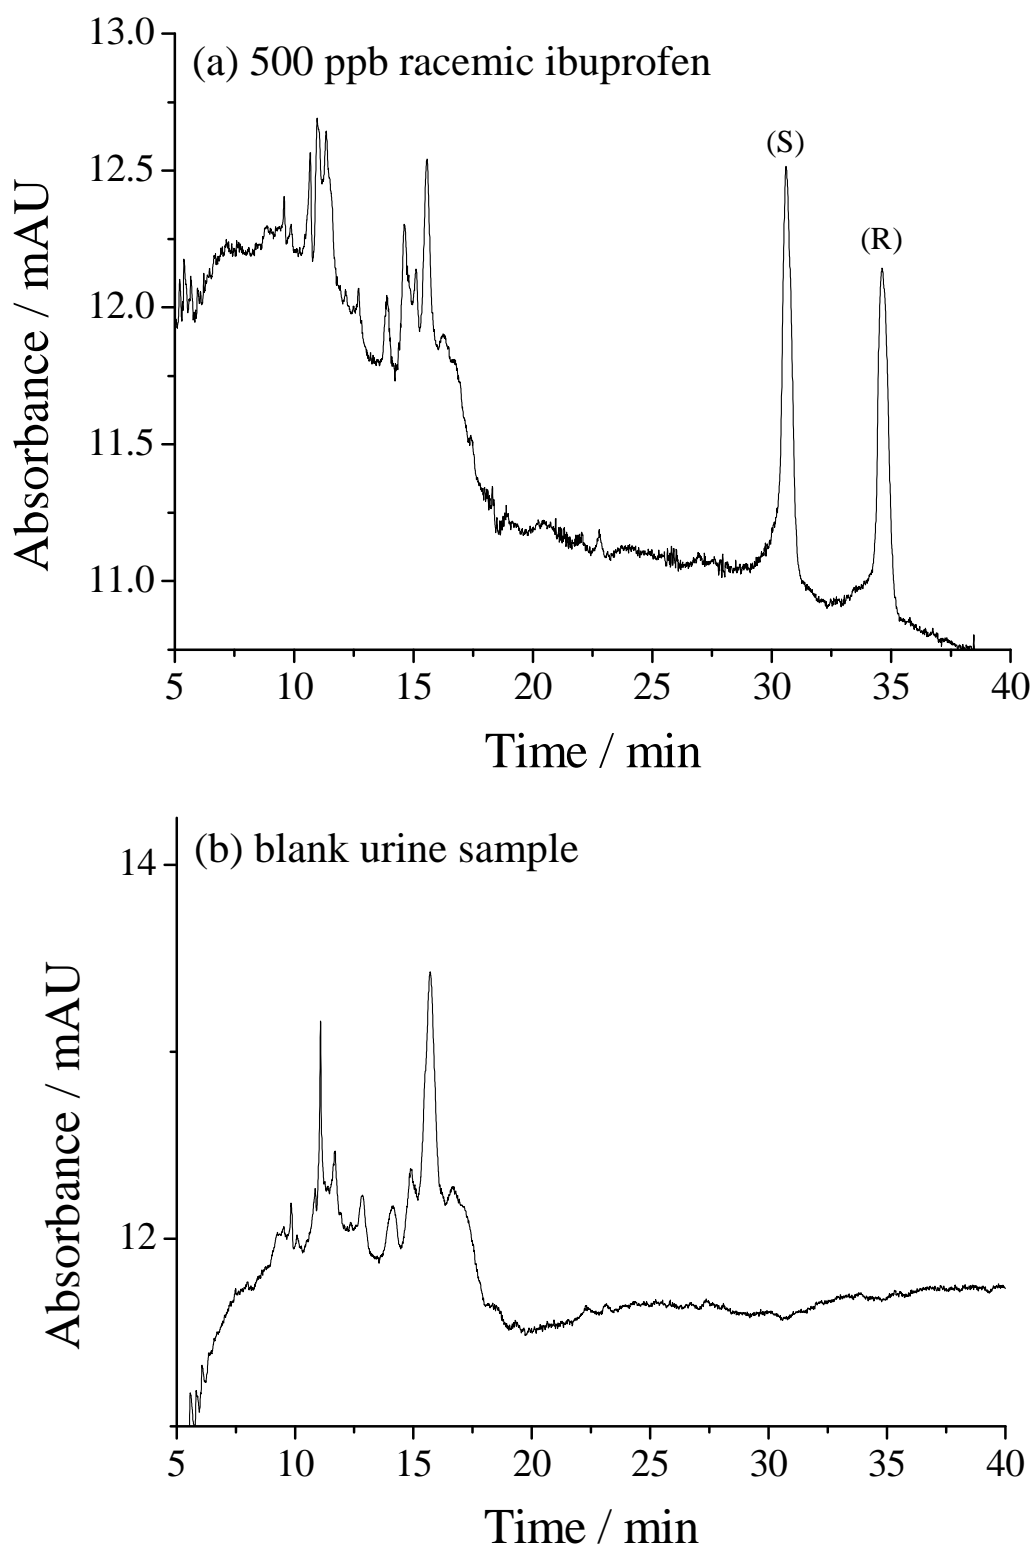 (a) 500 ppb racemic ibuprofen
(S)
(R)
13.0
12.5
12.0
11.5
11.0
Absorbance / mAU
5 10 15 20 25 30 35 40
Time / min
(b) blank urine sample
14
12
Absorbance / mAU
5 10 15 20 25 30 35 40
Time / min